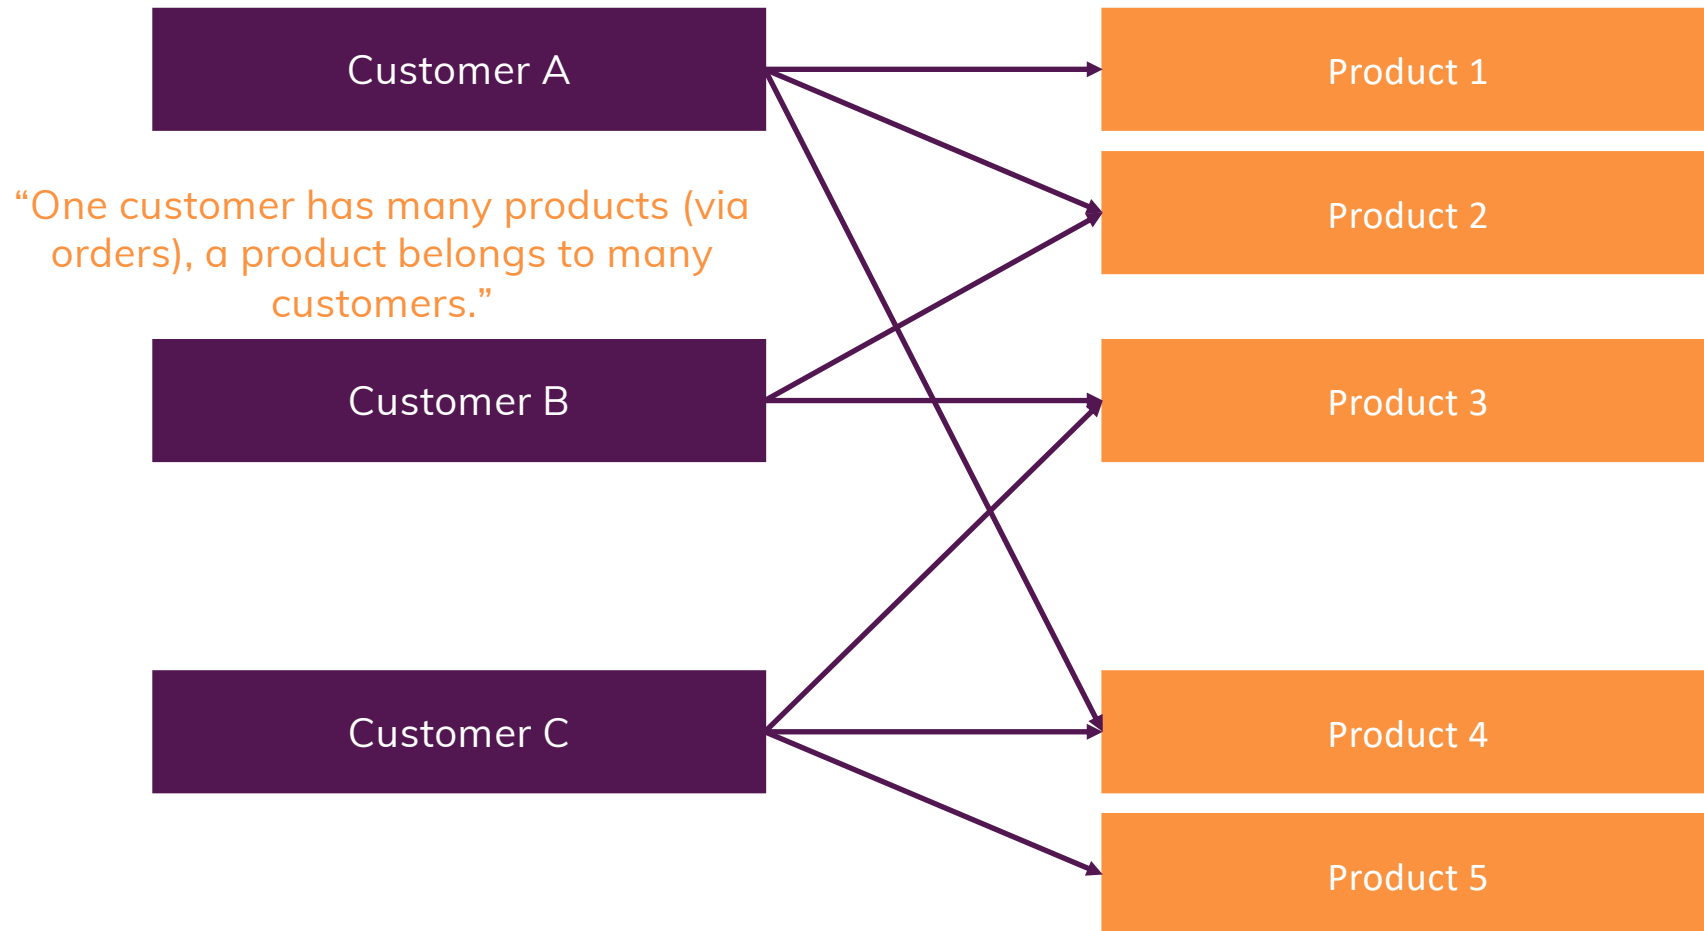 Customer A
Product 1
Product 2
“One customer has many products (via
orders), a product belongs to many
customers.”
Customer B
Product 3
Customer C
Product 4
Product 5